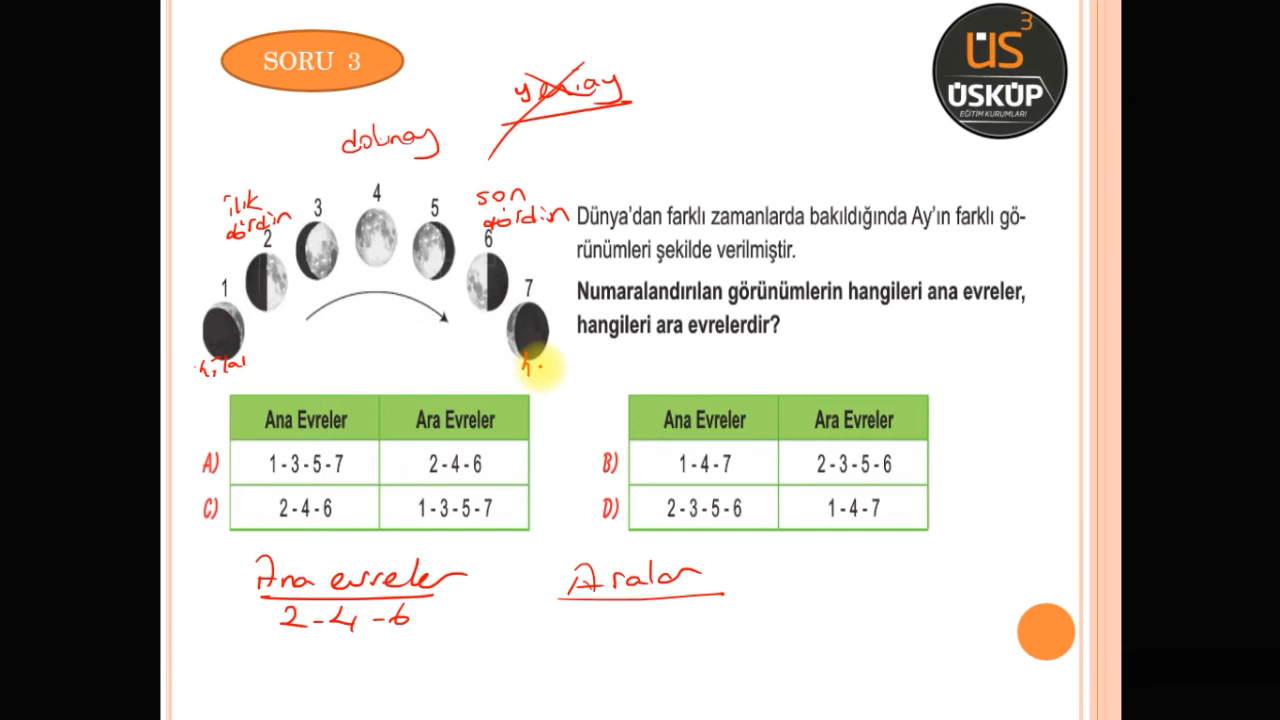 SORU 3
ÜS3
ÜSKÜP
EĞİTİM KURUMLARI
yeniay
dolunay
ilk
dördün
son
dördün
1
2
3
4
5
6
7
hilal
h.
Dünya'dan farklı zamanlarda bakıldığında Ay'ın farklı gö-
rünümleri şekilde verilmiştir.
Numaralandırılan görünümlerin hangileri ana evreler,
hangileri ara evrelerdir?
Ana Evreler Ara Evreler
A) 1 - 3 - 5 - 7 2 - 4 - 6
C) 2 - 4 - 6 1 - 3 - 5 - 7
Ana Evreler Ara Evreler
B) 1 - 4 - 7 2 - 3 - 5 - 6
D) 2 - 3 - 5 - 6 1 - 4 - 7
Ana evreler
2 - 4 - 6
Aralar